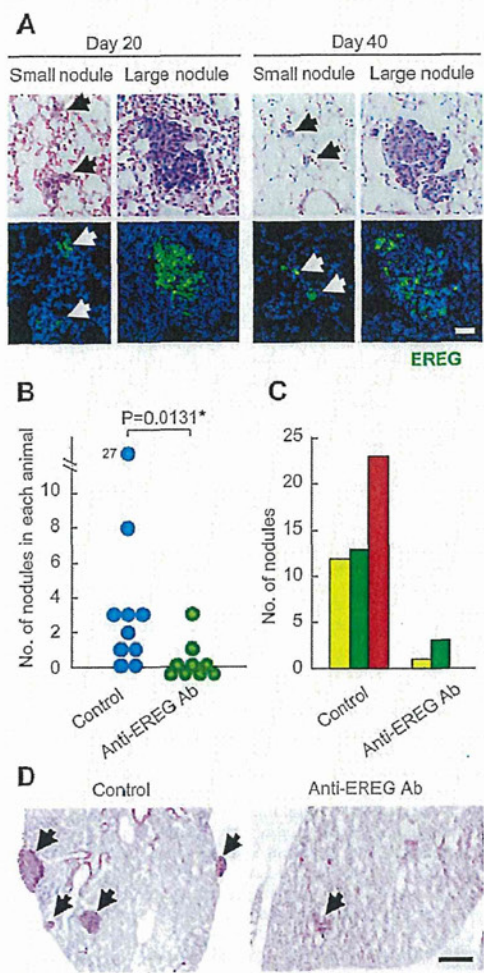 A
Day 20 Day 40
Small nodule Large nodule Small nodule Large nodule
EREG
B
P=0.0131*
No. of nodules in each animal
27
10
8
6
4
2
0
Control
Anti-EREG Ab
C
No. of nodules
25
20
15
10
5
0
Control
Anti-EREG Ab
D
Control Anti-EREG Ab